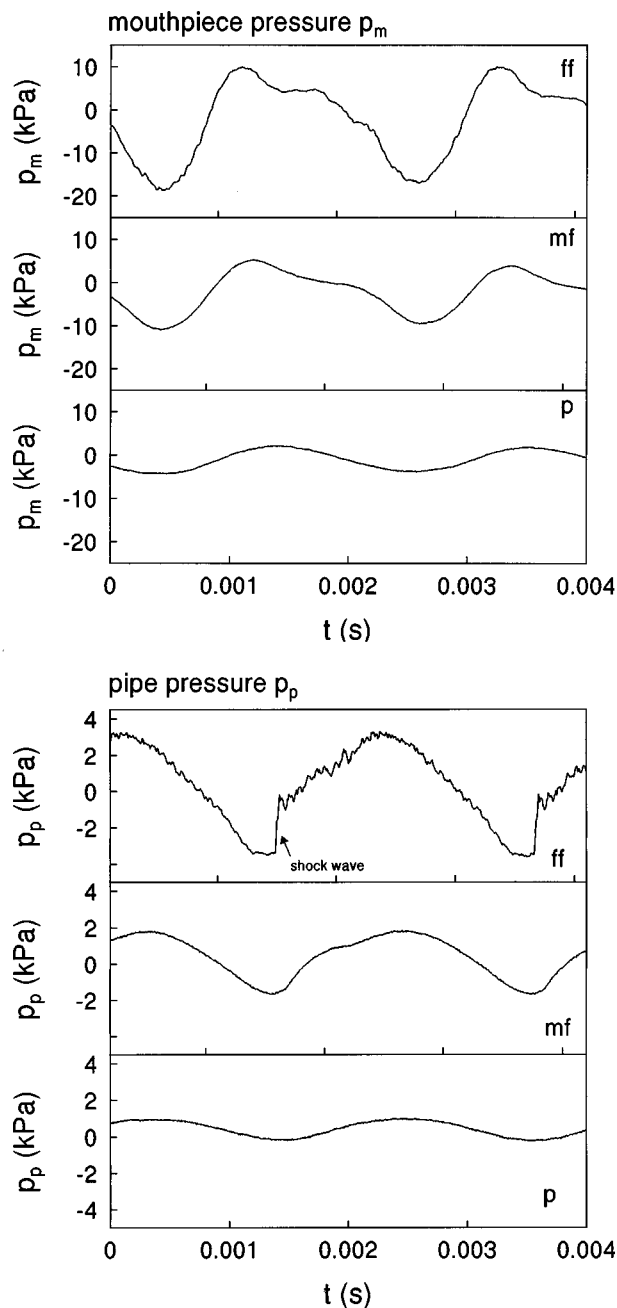 mouthpiece pressure pm
ff
pm (kPa)
10
0
-10
-20
mf
pm (kPa)
10
0
-10
-20
p
pm (kPa)
10
0
-10
-20
0 0.001 0.002 0.003 0.004
t (s)
pipe pressure pp
pp (kPa)
4
2
0
-2
shock wave
ff
pp (kPa)
4
2
0
-2
mf
pp (kPa)
4
2
0
-2
-4
p
0 0.001 0.002 0.003 0.004
t (s)